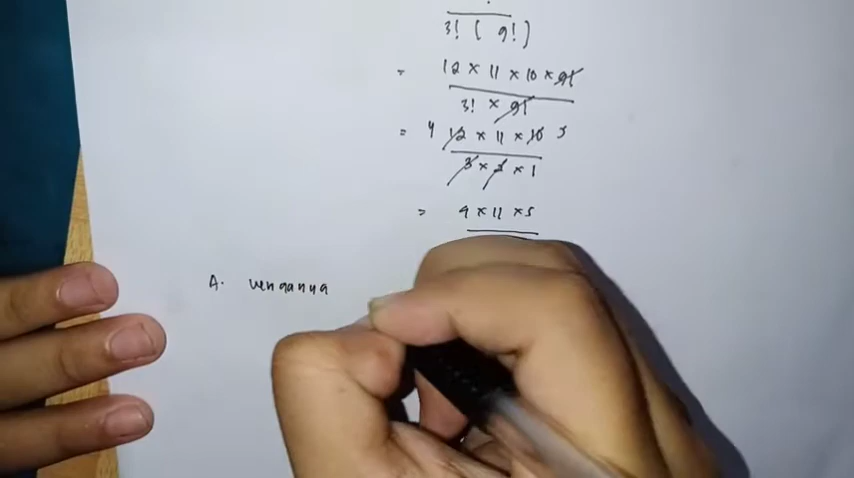 3! ( 9! )
= 12 × 11 × 10 × 9!
3! × 9!
= 4 12 × 11 × 10 5
3 × 2 × 1
= 4 × 11 × 5
A.